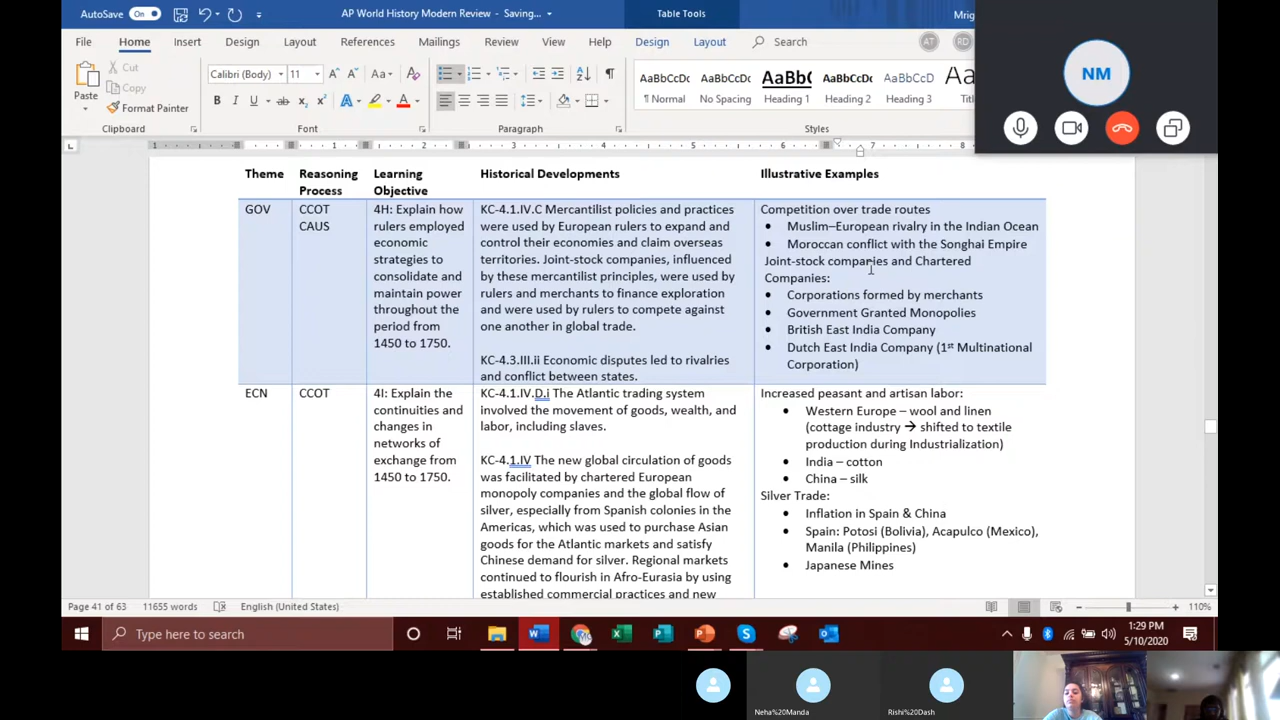 AutoSave On AP World History Modern Review - Saving... Table Tools Mrig
File Home Insert Design Layout References Mailings Review View Help Design Layout Search AT RD NM
Cut
Copy
Format Painter
Paste
Calibri (Body) 11
AaBbCcDc AaBbCcDc AaBbC AaBbCcDc AaBbCcD
¶ Normal No Spacing Heading 1 Heading 2 Heading 3
Clipboard Font Paragraph Styles
Theme Reasoning Process Learning Objective Historical Developments Illustrative Examples
GOV
CCOT
CAUS
4H: Explain how
rulers employed
economic
strategies to
consolidate and
maintain power
throughout the
period from
1450 to 1750.
KC-4.1.IV.C Mercantilist policies and practices
were used by European rulers to expand and
control their economies and claim overseas
territories. Joint-stock companies, influenced
by these mercantilist principles, were used by
rulers and merchants to finance exploration
and were used by rulers to compete against
one another in global trade.
KC-4.3.III.ii Economic disputes led to rivalries
and conflict between states.
Competition over trade routes
• Muslim–European rivalry in the Indian Ocean
• Moroccan conflict with the Songhai Empire
Joint-stock companies and Chartered
Companies:
• Corporations formed by merchants
• Government Granted Monopolies
• British East India Company
• Dutch East India Company (1st Multinational
Corporation)
ECN
CCOT
4I: Explain the
continuities and
changes in
networks of
exchange from
1450 to 1750.
KC-4.1.IV.D.i The Atlantic trading system
involved the movement of goods, wealth, and
labor, including slaves.
KC-4.1.IV The new global circulation of goods
was facilitated by chartered European
monopoly companies and the global flow of
silver, especially from Spanish colonies in the
Americas, which was used to purchase Asian
goods for the Atlantic markets and satisfy
Chinese demand for silver. Regional markets
continued to flourish in Afro-Eurasia by using
established commercial practices and new
Increased peasant and artisan labor:
• Western Europe – wool and linen
(cottage industry → shifted to textile
production during Industrialization)
• India – cotton
• China – silk
Silver Trade:
• Inflation in Spain & China
• Spain: Potosi (Bolivia), Acapulco (Mexico),
Manila (Philippines)
• Japanese Mines
Page 41 of 63 11655 words English (United States) 110%
Type here to search
1:29 PM
5/10/2020
Neha%20Manda Rishi%20Dash